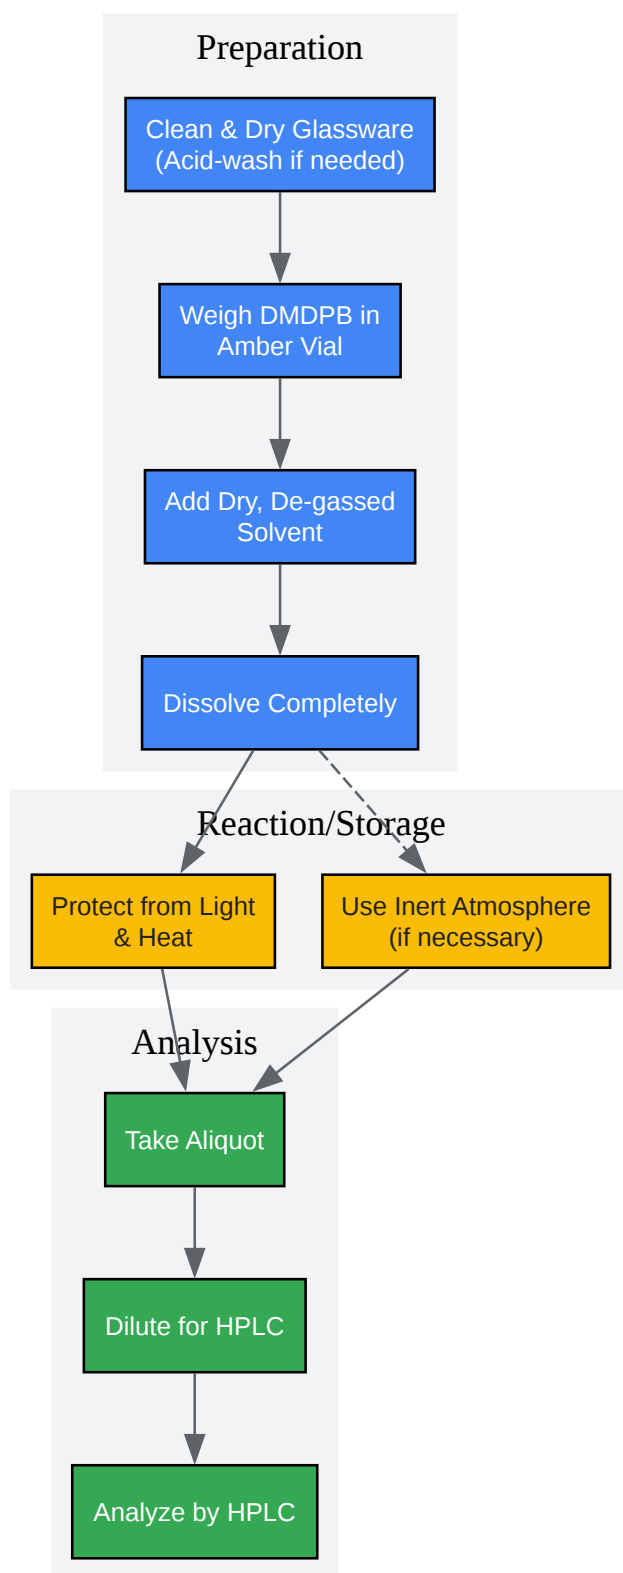 Preparation
Clean & Dry Glassware
(Acid-wash if needed)
Weigh DMDPB in
Amber Vial
Add Dry, De-gassed
Solvent
Dissolve Completely
Reaction/Storage
Protect from Light
& Heat
Use Inert Atmosphere
(if necessary)
Analysis
Take Aliquot
Dilute for HPLC
Analyze by HPLC